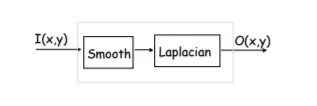 I(x,y)
Smooth
Laplacian
O(x,y)